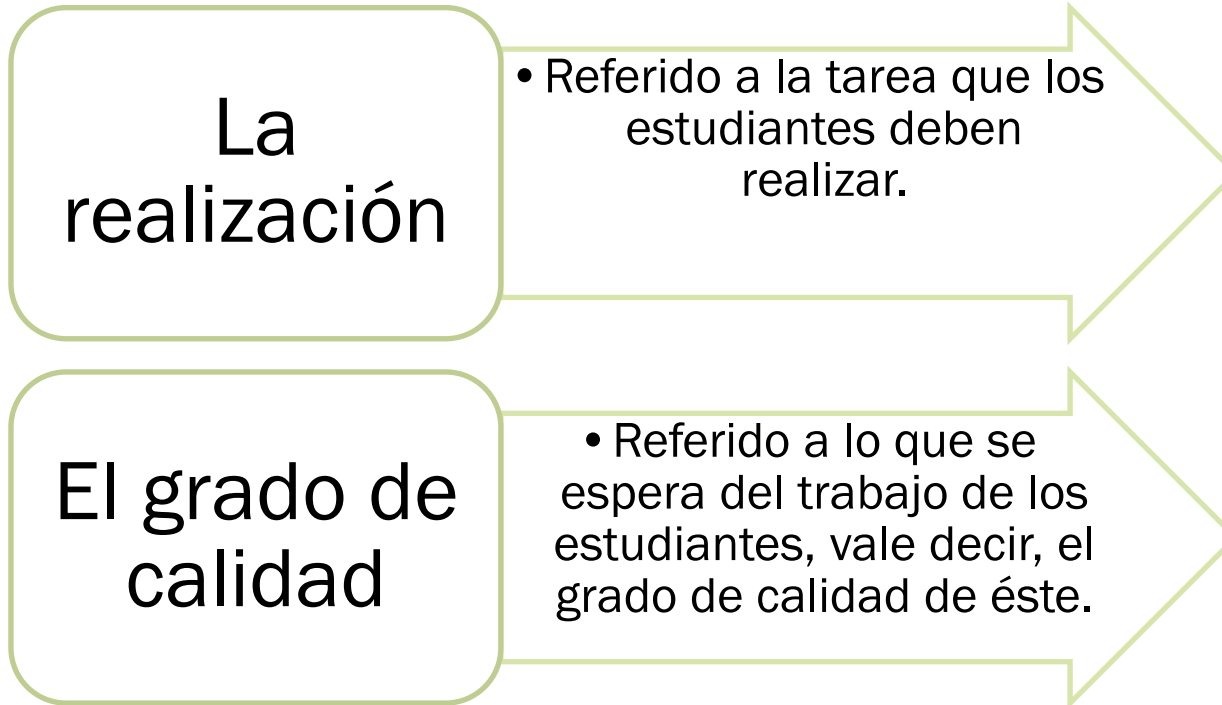 La
realización
• Referido a la tarea que los
estudiantes deben
realizar.
El grado de
calidad
• Referido a lo que se
espera del trabajo de los
estudiantes, vale decir, el
grado de calidad de éste.